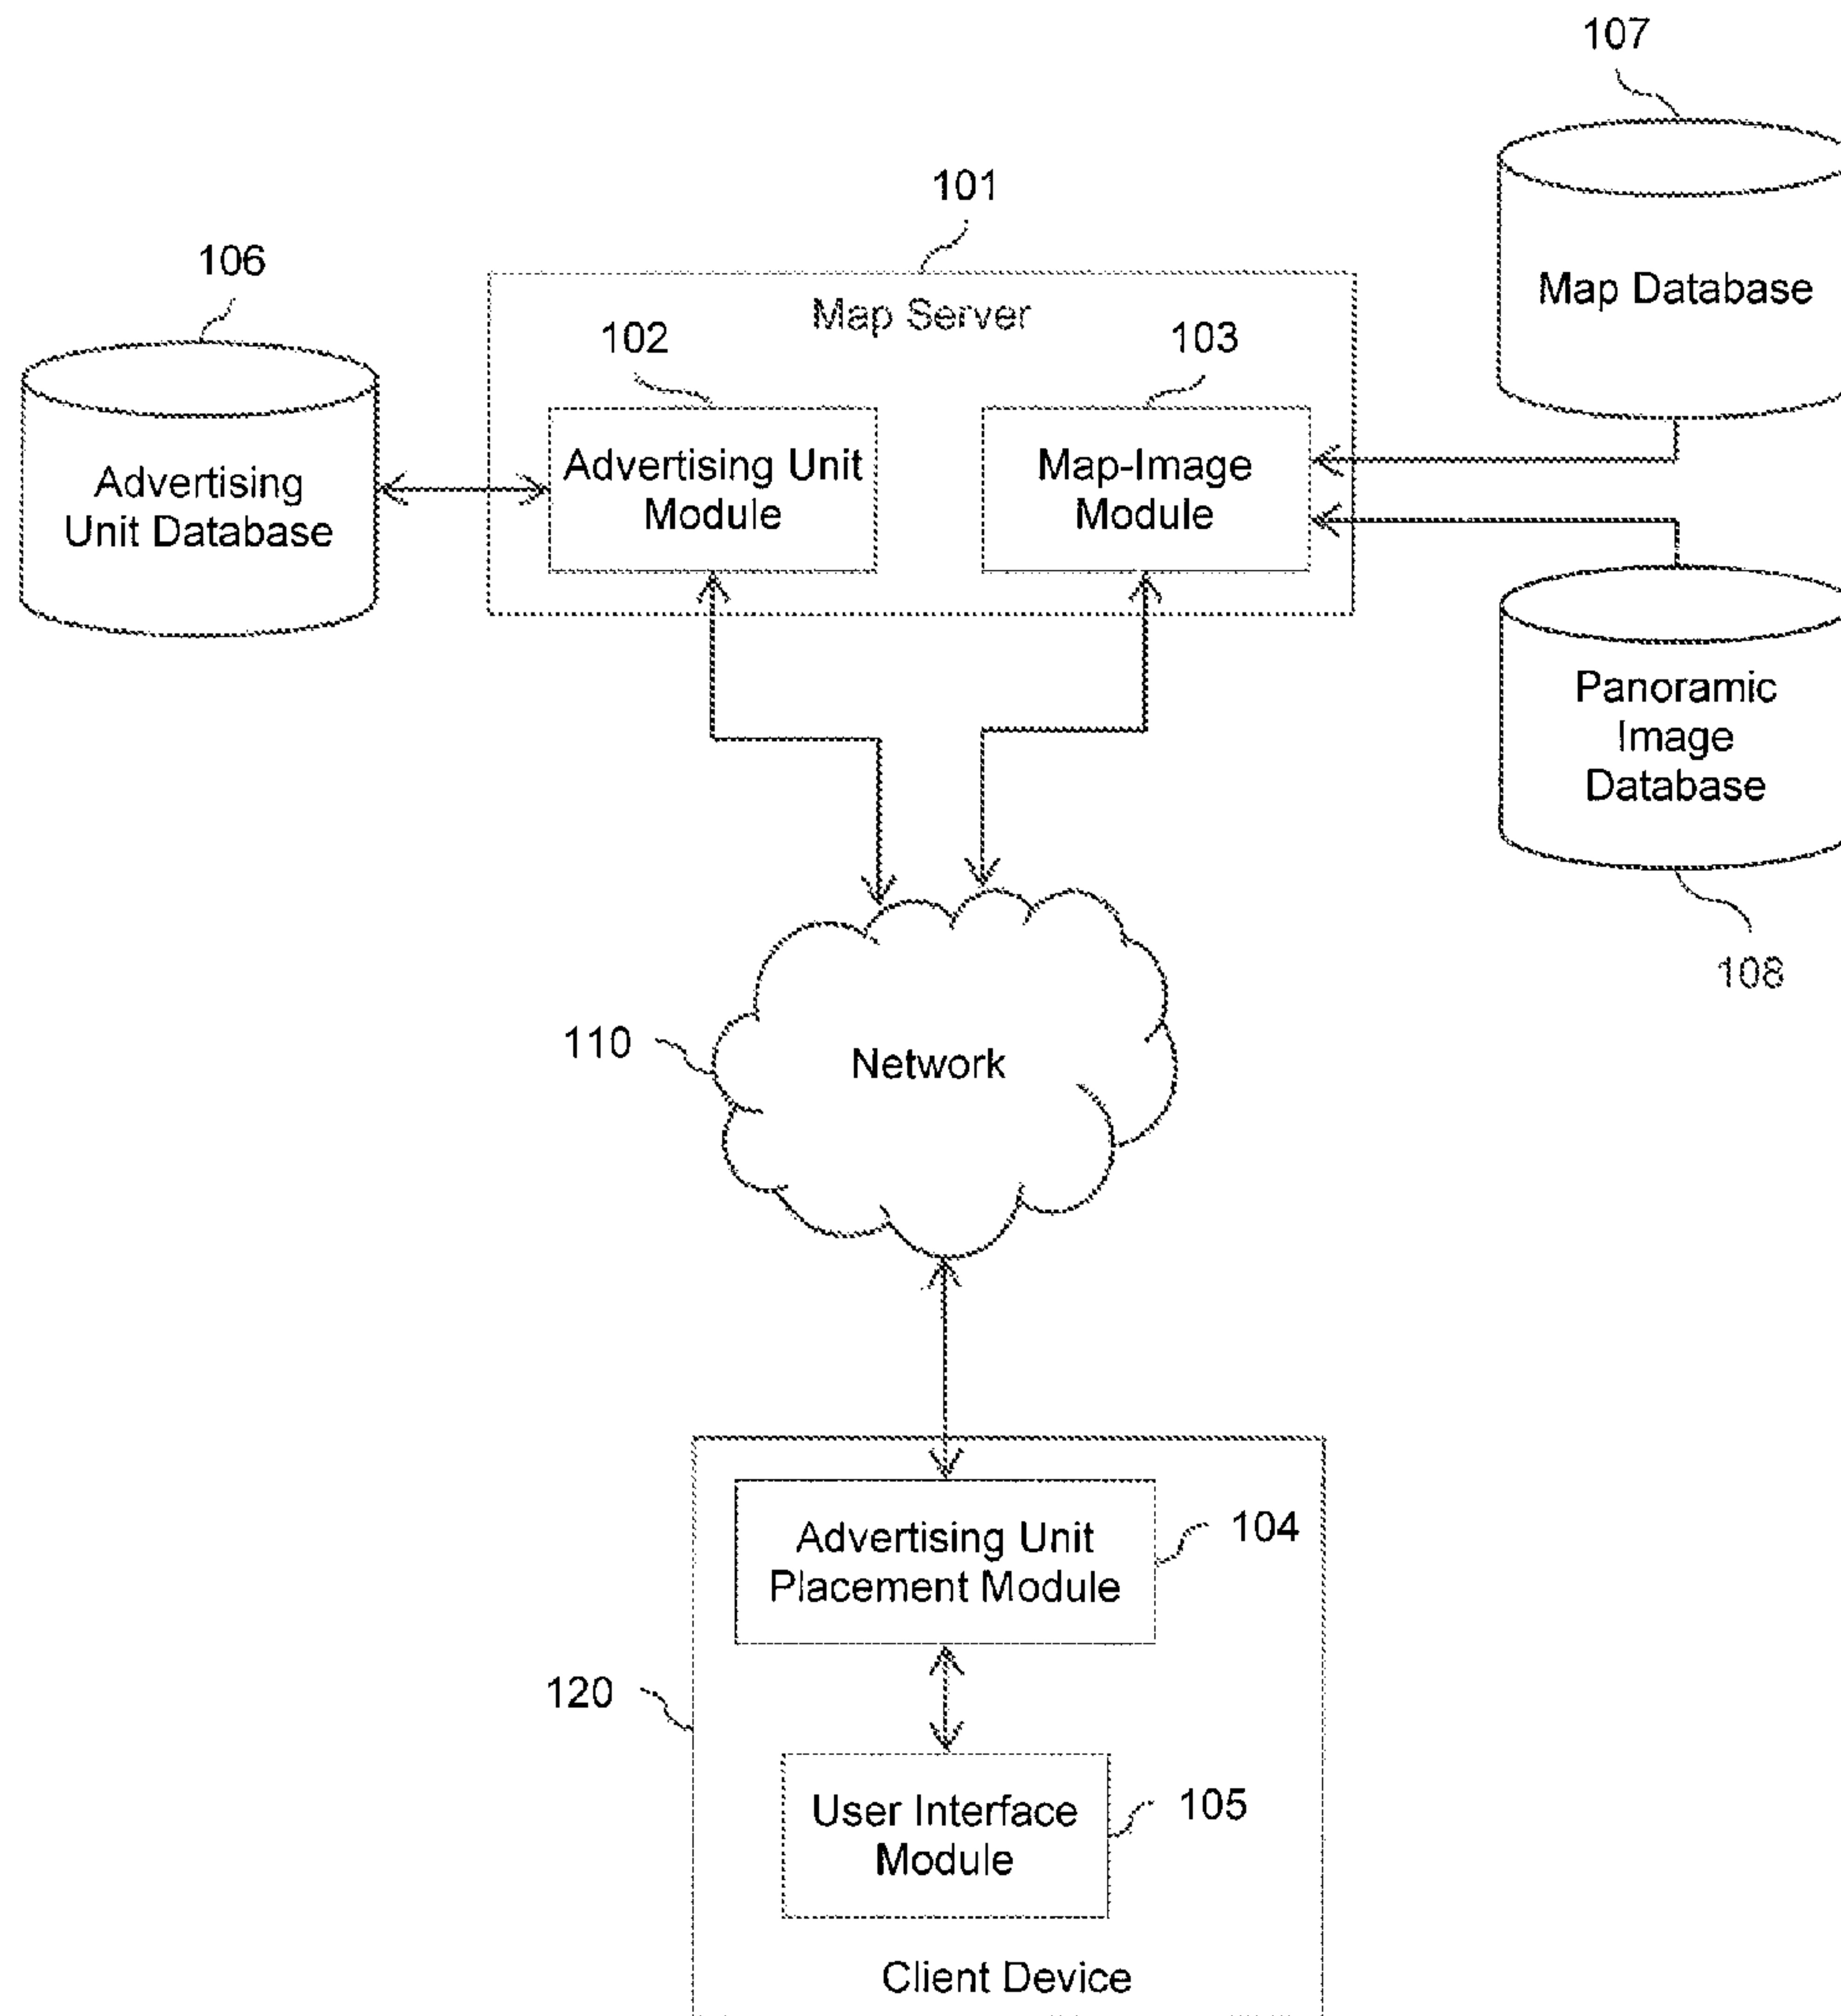 107
101
106
Map Database
Map Server
102
103
Advertising Unit
Module
Map-Image
Module
Advertising
Unit Database
Panoramic
Image
Database
108
110
Network
Advertising Unit
Placement Module
104
120
User Interface
Module
105
Client Device